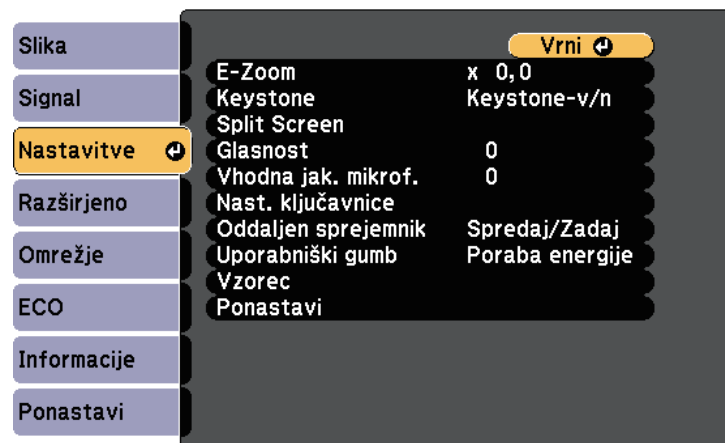 Slika
Signal
Nastavitve
Razširjeno
Omrežje
ECO
Informacije
Ponastavi
Vrni
E-Zoom x 0,0
Keystone Keystone-v/n
Split Screen
Glasnost 0
Vhodna jak. mikrof. 0
Nast. ključavnice
Oddaljen sprejemnik Spredaj/Zadaj
Uporabniški gumb Poraba energije
Vzorec
Ponastavi